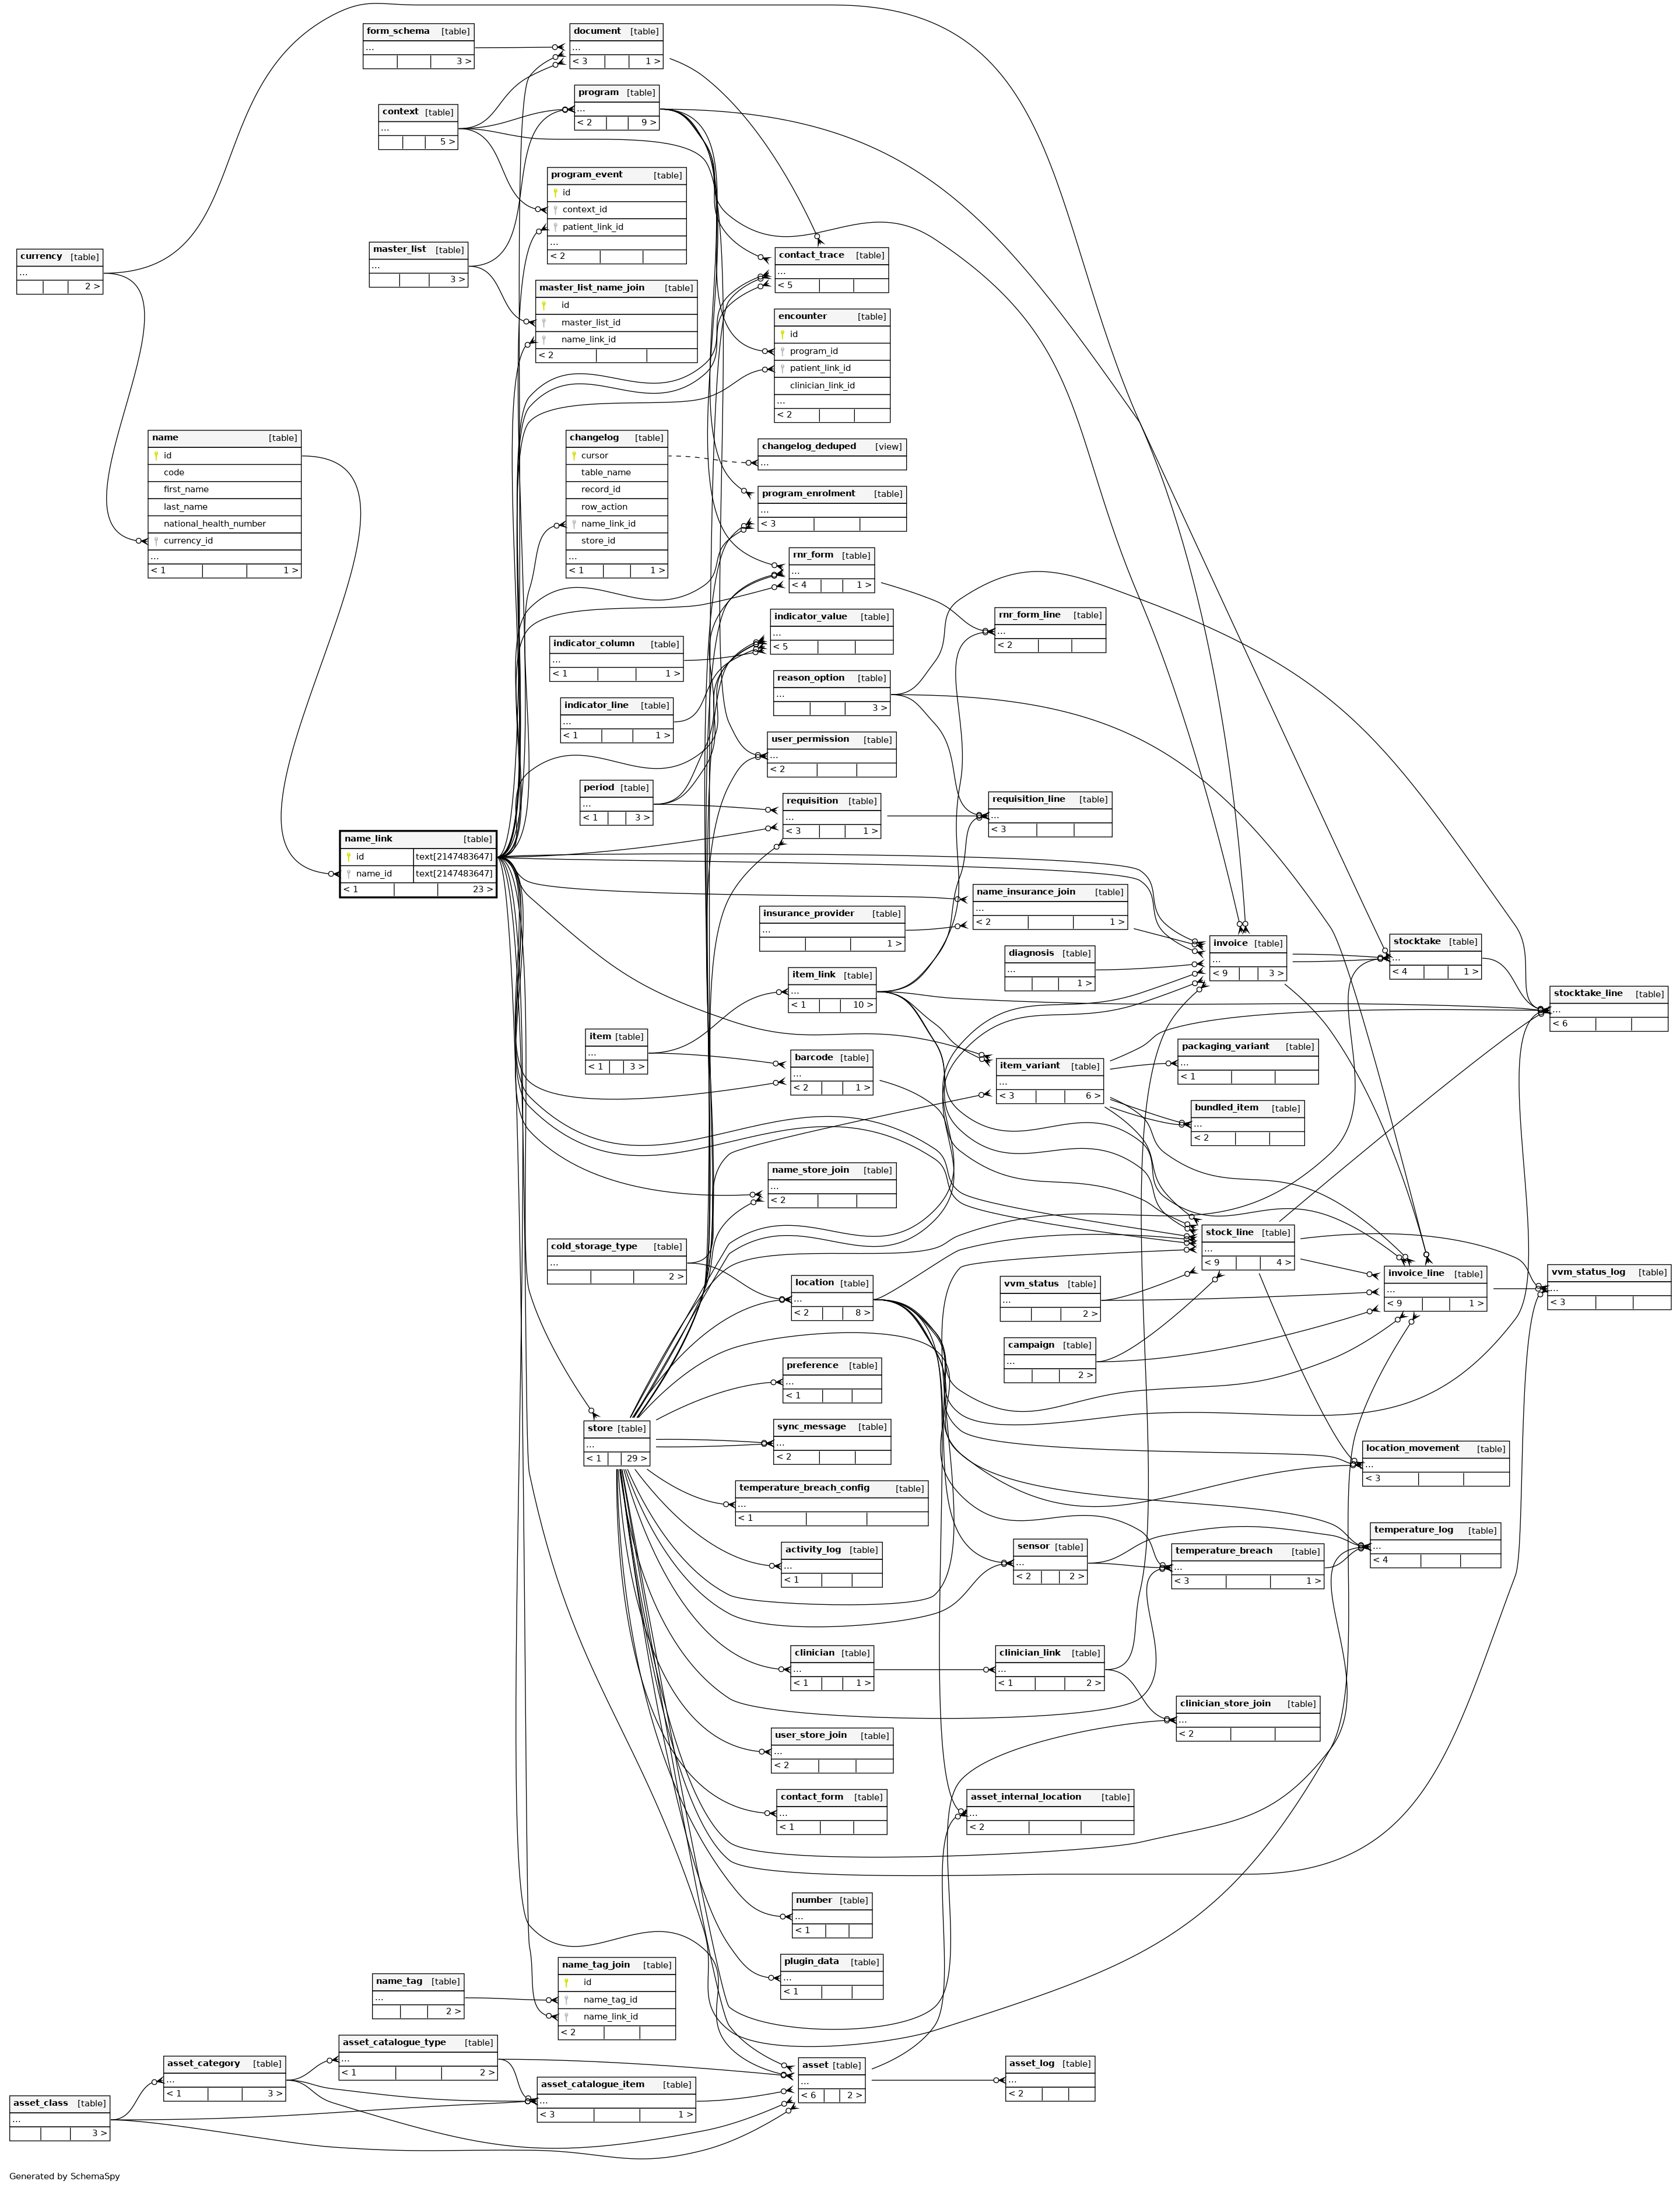 form_schema [table]
...
3 >
document [table]
...
< 3 1 >
program [table]
...
< 2 9 >
context [table]
...
5 >
program_event [table]
id
context_id
patient_link_id
...
< 2
master_list [table]
...
3 >
currency [table]
...
2 >
contact_trace [table]
...
< 5
master_list_name_join [table]
id
master_list_id
name_link_id
< 2
encounter [table]
id
program_id
patient_link_id
clinician_link_id
...
< 2
name [table]
id
code
first_name
last_name
national_health_number
currency_id
...
< 1 1 >
changelog [table]
cursor
table_name
record_id
row_action
name_link_id
store_id
...
< 1 1 >
changelog_deduped [view]
...
program_enrolment [table]
...
< 3
rnr_form [table]
...
< 4 1 >
indicator_value [table]
...
< 5
rnr_form_line [table]
...
< 2
indicator_column [table]
...
< 1 1 >
reason_option [table]
...
3 >
indicator_line [table]
...
< 1 1 >
user_permission [table]
...
< 2
period [table]
...
< 1 3 >
requisition [table]
...
< 3 1 >
requisition_line [table]
...
< 3
name_link [table]
id text[2147483647]
name_id text[2147483647]
< 1 23 >
name_insurance_join [table]
...
< 2 1 >
insurance_provider [table]
...
1 >
invoice [table]
...
< 9 3 >
stocktake [table]
...
< 4 1 >
diagnosis [table]
...
1 >
item_link [table]
...
< 1 10 >
stocktake_line [table]
...
< 6
item [table]
...
< 1 3 >
barcode [table]
...
< 2 1 >
item_variant [table]
...
< 3 6 >
packaging_variant [table]
...
< 1
bundled_item [table]
...
< 2
name_store_join [table]
...
< 2
stock_line [table]
...
< 9 4 >
cold_storage_type [table]
...
2 >
location [table]
...
< 2 8 >
vvm_status [table]
...
2 >
invoice_line [table]
...
< 9 1 >
vvm_status_log [table]
...
< 3
campaign [table]
...
2 >
preference [table]
...
< 1
store [table]
...
< 1 29 >
sync_message [table]
...
< 2
location_movement [table]
...
< 3
temperature_breach_config [table]
...
< 1
temperature_log [table]
...
< 4
activity_log [table]
...
< 1
sensor [table]
...
< 2 2 >
temperature_breach [table]
...
< 3 1 >
clinician [table]
...
< 1 1 >
clinician_link [table]
...
< 1 2 >
clinician_store_join [table]
...
< 2
user_store_join [table]
...
< 2
contact_form [table]
...
< 1
asset_internal_location [table]
...
< 2
number [table]
...
< 1
plugin_data [table]
...
< 1
name_tag [table]
...
2 >
name_tag_join [table]
id
name_tag_id
name_link_id
< 2
asset_catalogue_type [table]
...
< 1 2 >
asset_category [table]
...
< 1 3 >
asset [table]
...
< 6 2 >
asset_log [table]
...
< 2
asset_catalogue_item [table]
...
< 3 1 >
asset_class [table]
...
3 >
Generated by SchemaSpy